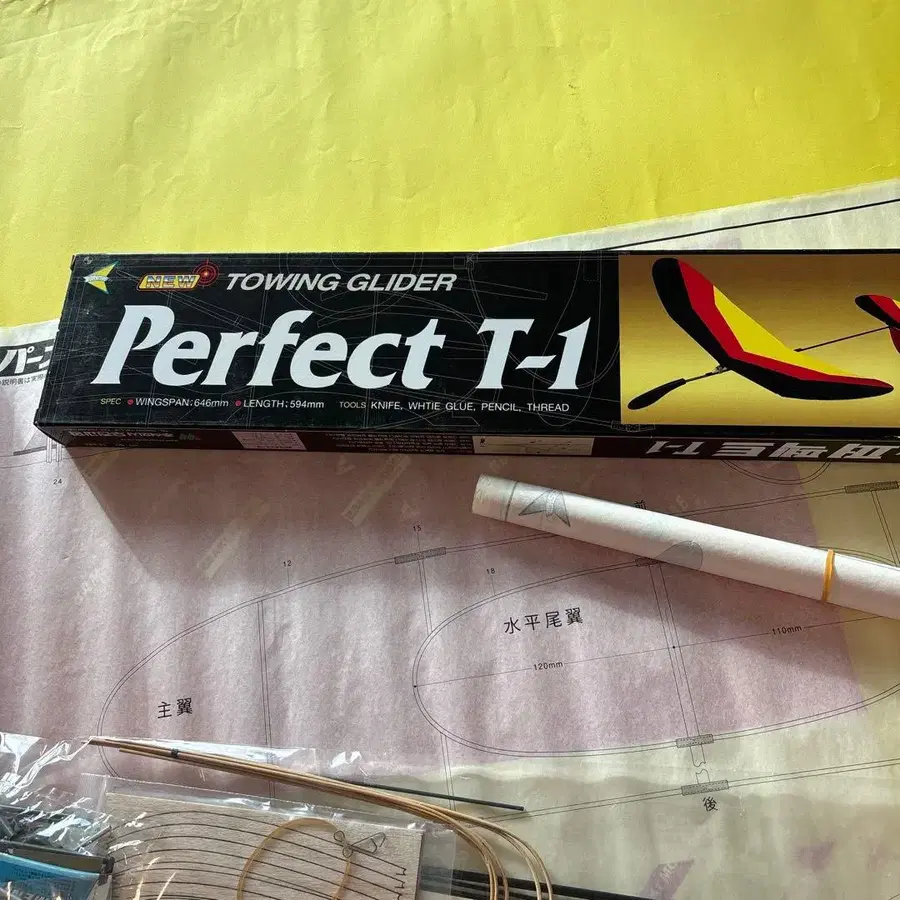 NEW TOWING GLIDER
Perfect T-1
SPEC ● WINGSPAN: 646mm ● LENGTH: 594mm TOOLS KNIFE, WHTIE GLUE, PENCIL, THREAD
24
12
15
18
前
水平尾翼
110mm
120mm
主翼
後